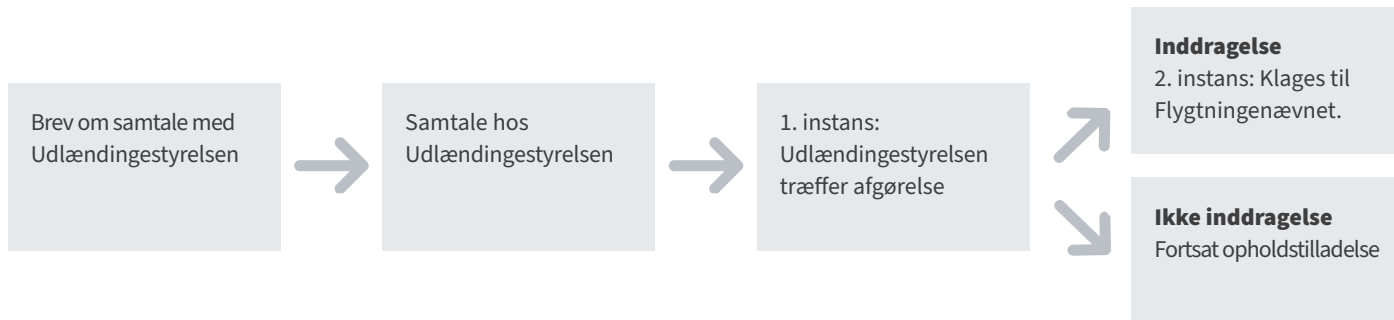 Brev om samtale med
Udlændingestyrelsen
Samtale hos
Udlændingestyrelsen
1. instans:
Udlændingestyrelsen
træffer afgørelse
Inddragelse
2. instans: Klages til
Flygtningenævnet.
Ikke inddragelse
Fortsat opholdstilladelse